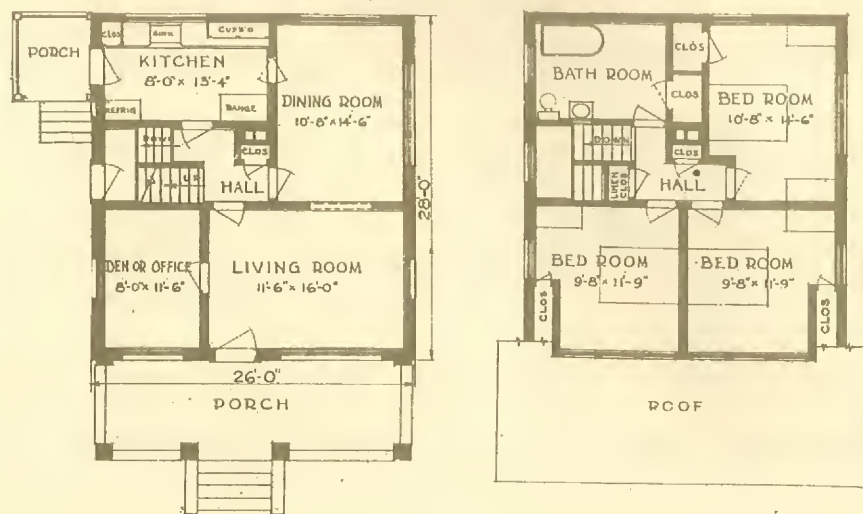 PORCH
CLOS
SINK
CUPB'D
KITCHEN
8'-0" x 13'-4"
REFRIG
RANGE
DINING ROOM
10'-8" x 14'-6"
DOWN
UP
CLOS
HALL
DEN OR OFFICE
8'-0" x 11'-6"
LIVING ROOM
11'-6" x 16'-0"
28'-0"
26'-0"
PORCH
BATH ROOM
CLOS
CLOS
BED ROOM
10'-8" x 14'-6"
DOWN
CLOS
LINEN
CLOS
HALL
BED ROOM
9'-8" x 11'-9"
BED ROOM
9'-8" x 11'-9"
CLOS
CLOS
ROOF